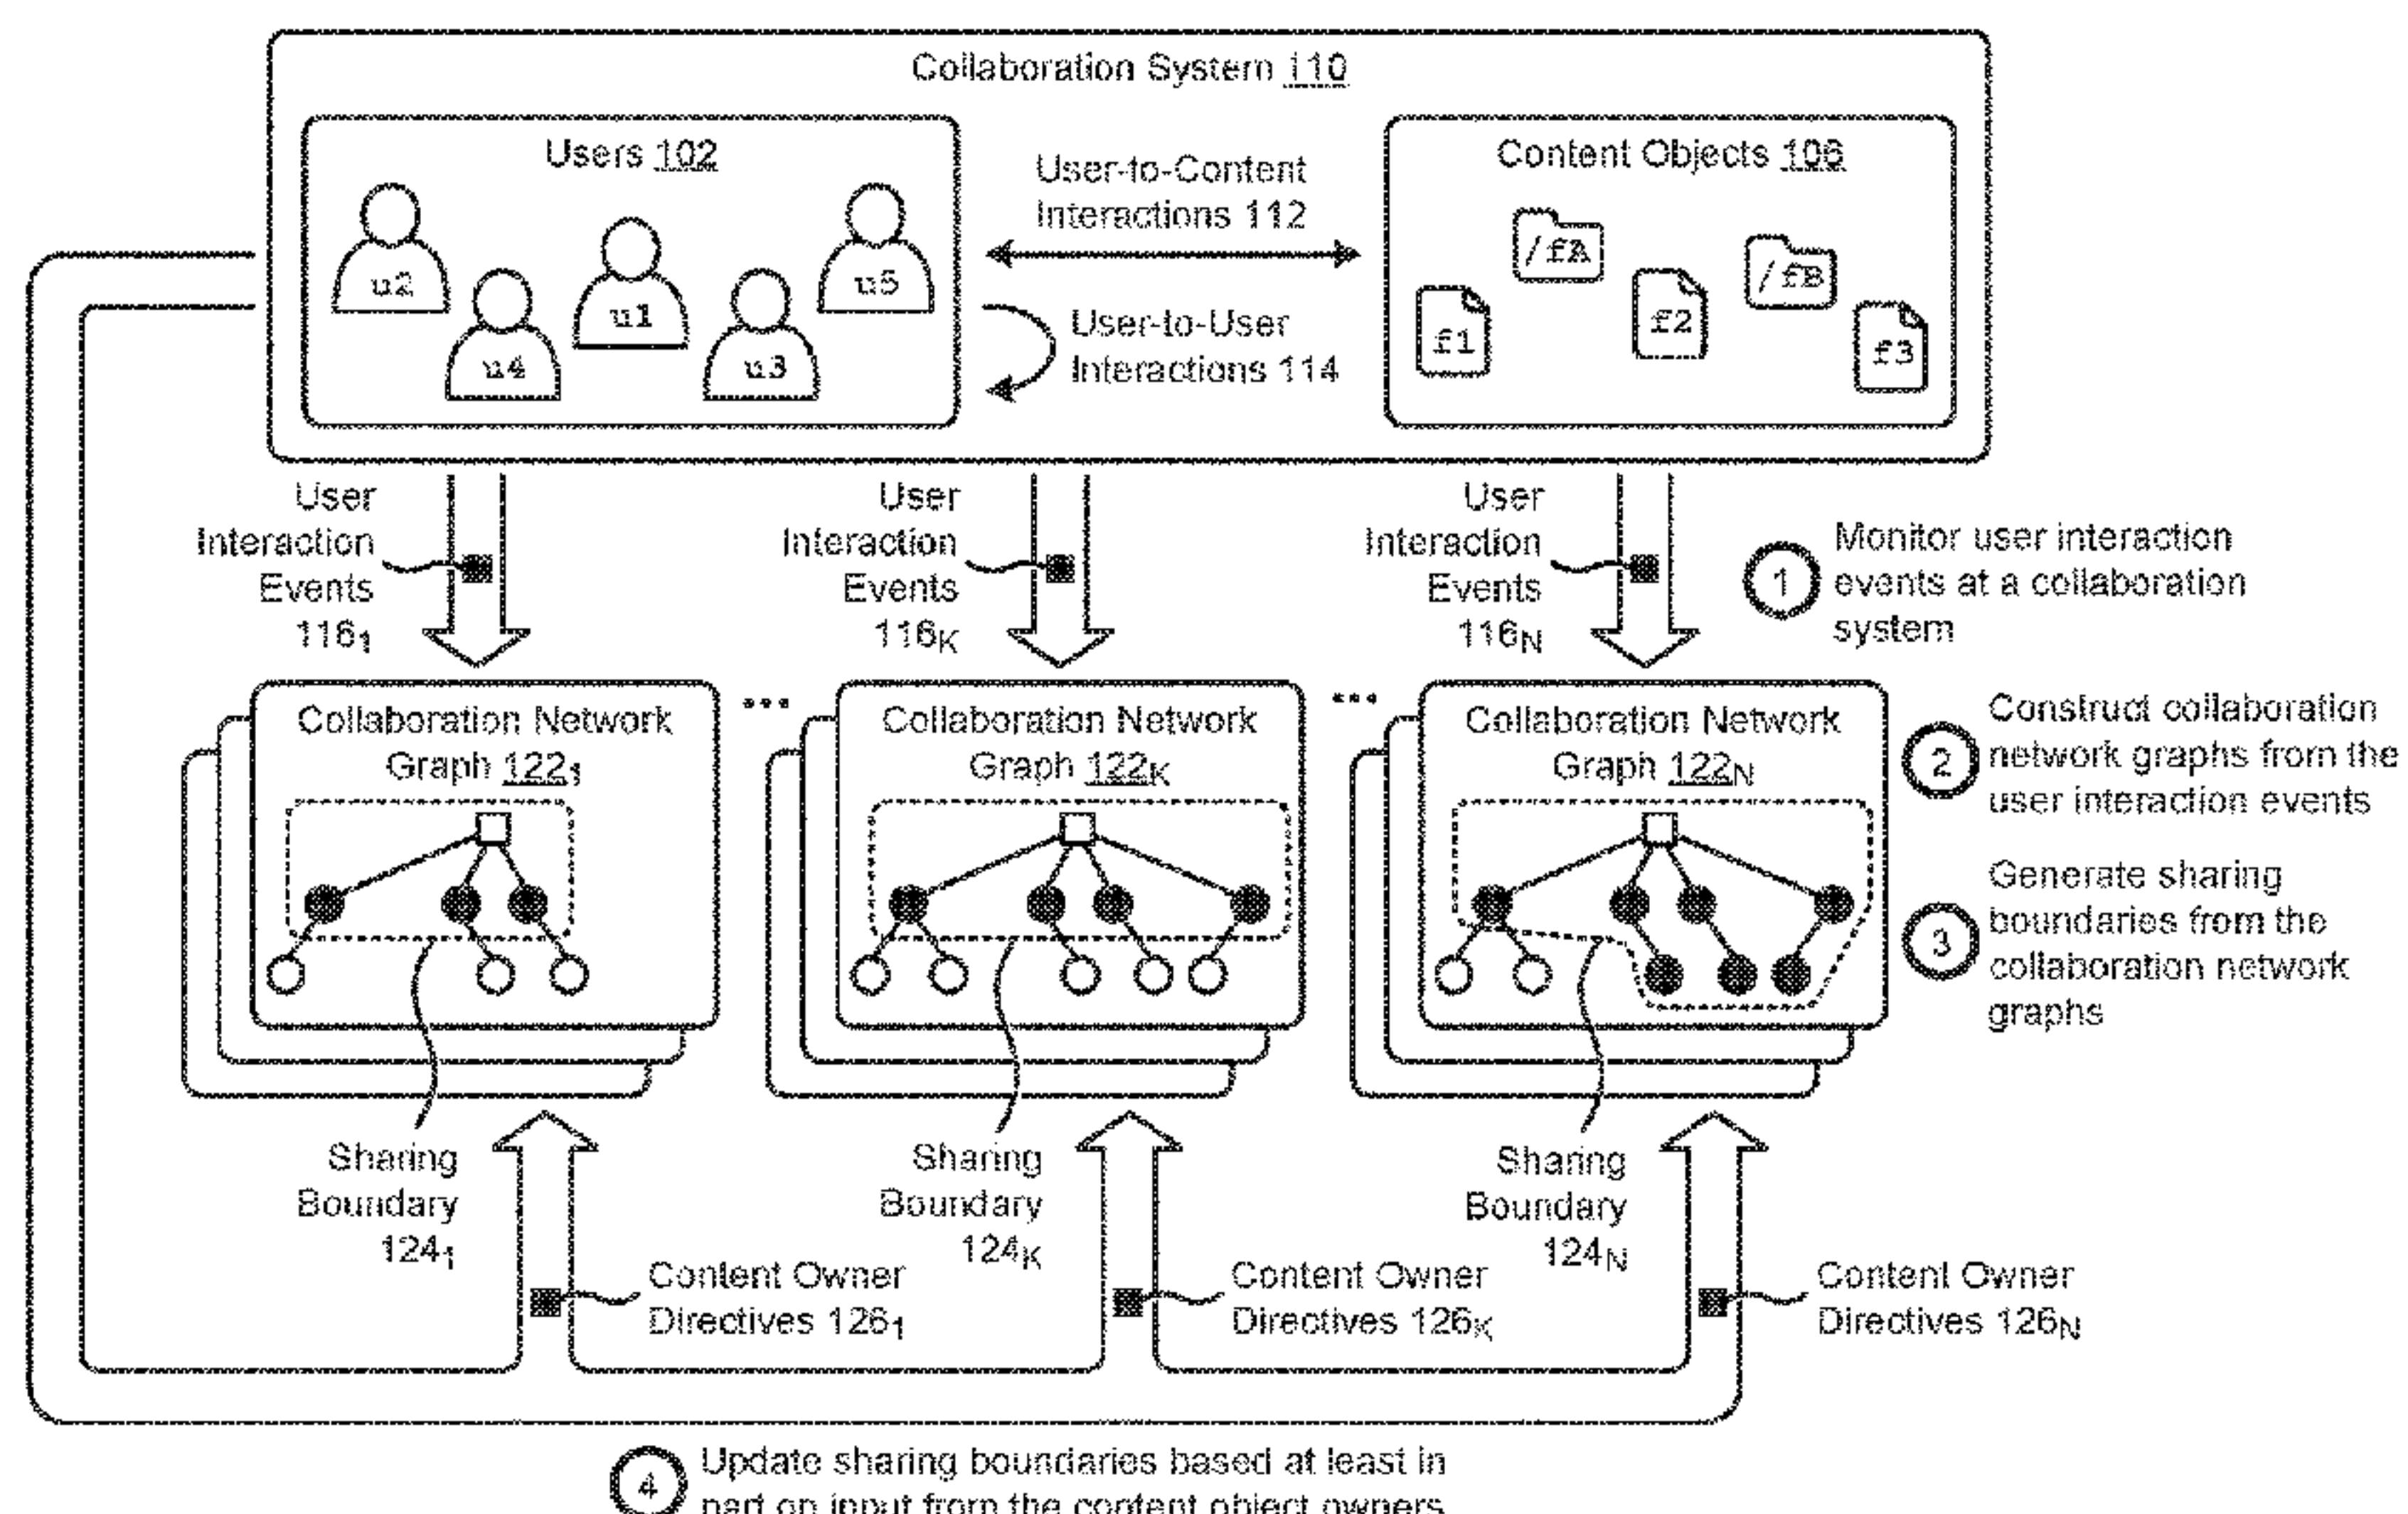 Collaboration System 110
Users 102
u2
u4
u1
u3
u5
User-to-Content
Interactions 112
User-to-User
Interactions 114
Content Objects 106
f1
/fA
f2
/fB
f3
User
Interaction
Events
116₁
User
Interaction
Events
116K
User
Interaction
Events
116N
1
Monitor user interaction
events at a collaboration
system
Collaboration Network
Graph 122₁
...
Collaboration Network
Graph 122K
...
Collaboration Network
Graph 122N
2
Construct collaboration
network graphs from the
user interaction events
3
Generate sharing
boundaries from the
collaboration network
graphs
Sharing
Boundary
124₁
Content Owner
Directives 126₁
Sharing
Boundary
124K
Content Owner
Directives 126K
Sharing
Boundary
124N
Content Owner
Directives 126N
4
Update sharing boundaries based at least in
part on input from the content object owners